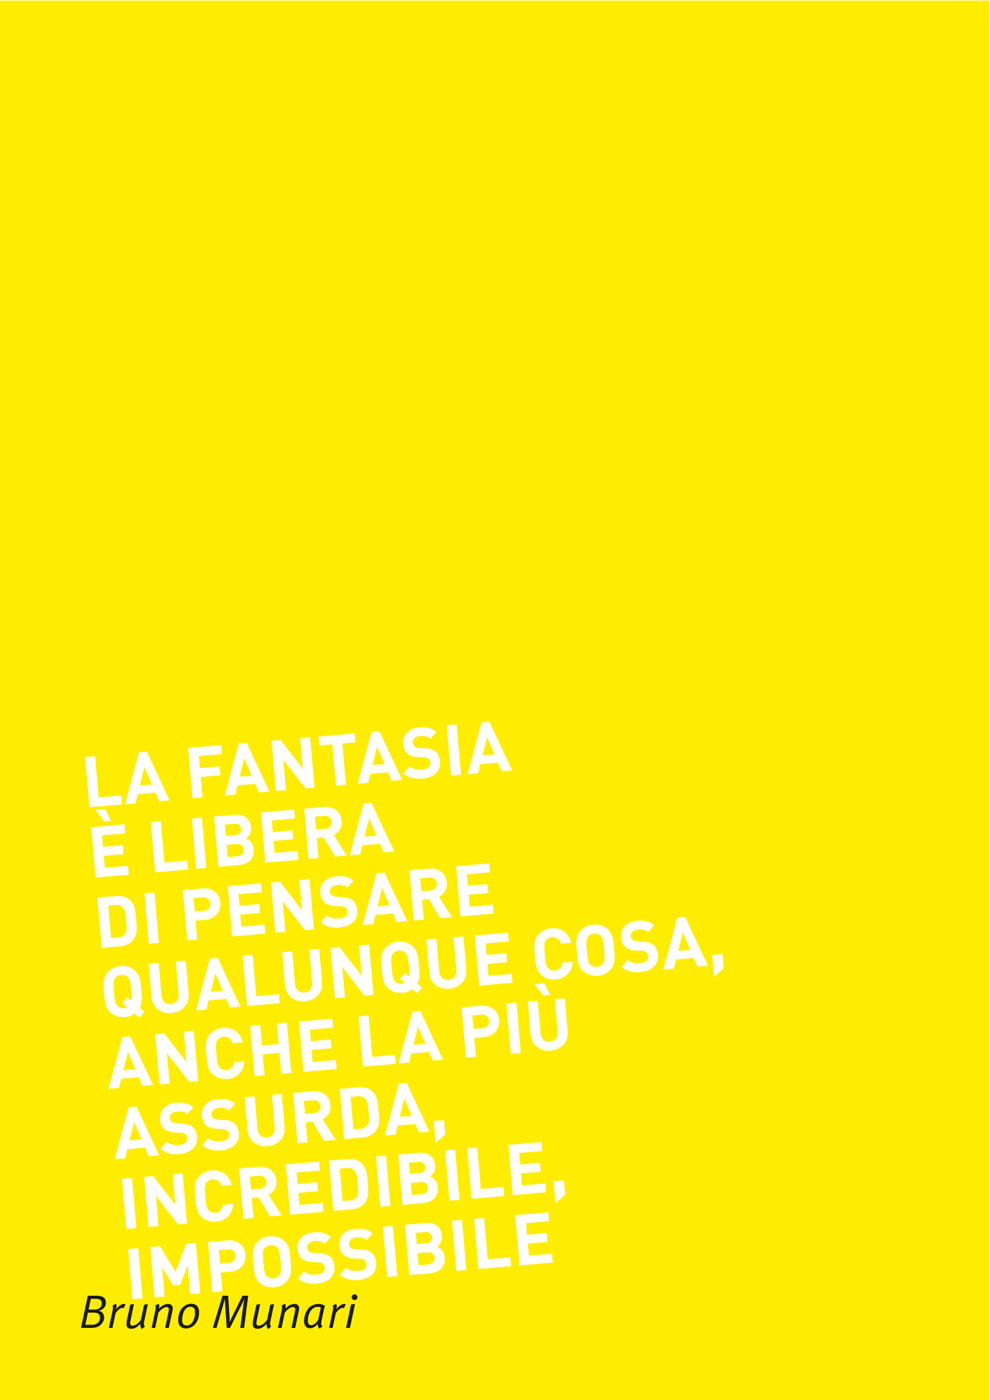 LA FANTASIA
È LIBERA
DI PENSARE
QUALUNQUE COSA,
ANCHE LA PIÙ
ASSURDA,
INCREDIBILE,
IMPOSSIBILE
Bruno Munari